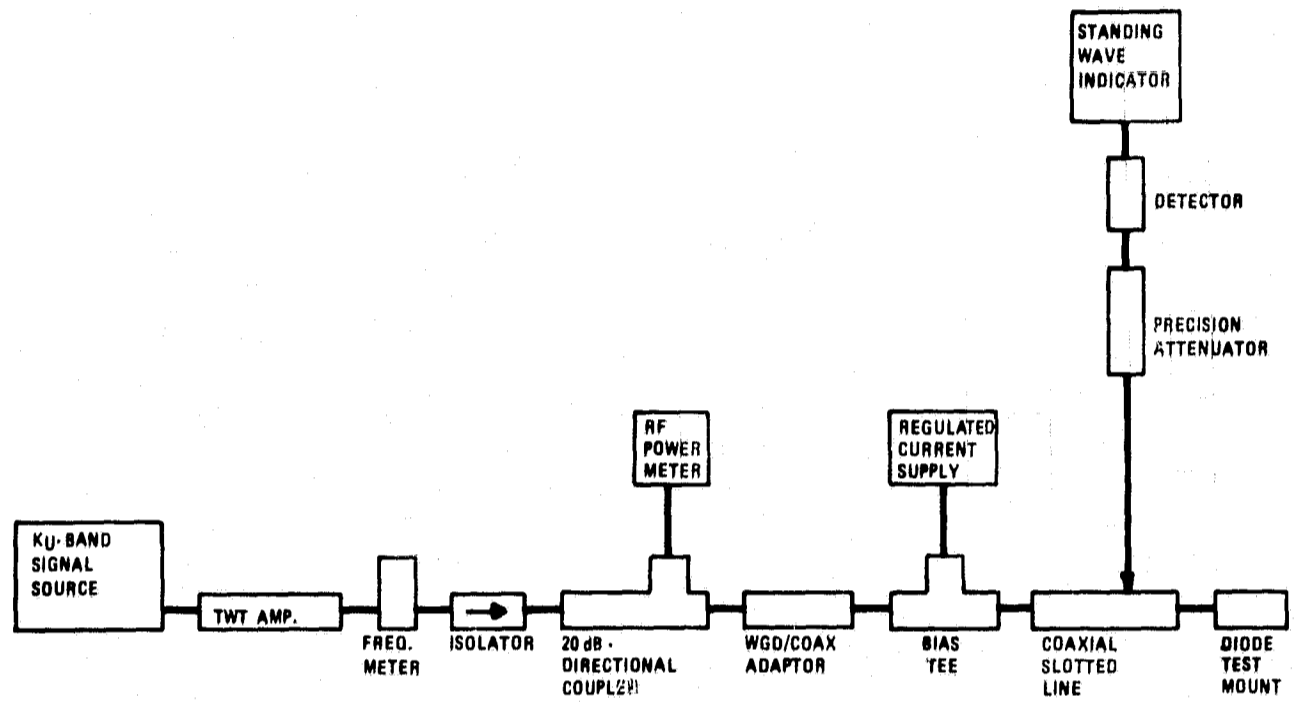 STANDING
WAVE
INDICATOR
DETECTOR
PRECISION
ATTENUATOR
RF
POWER
METER
REGULATED
CURRENT
SUPPLY
KU-BAND
SIGNAL
SOURCE
TWT AMP.
FREQ.
METER
ISOLATOR
20 dB -
DIRECTIONAL
COUPLER
WGD/COAX
ADAPTOR
BIAS
TEE
COAXIAL
SLOTTED
LINE
DIODE
TEST
MOUNT